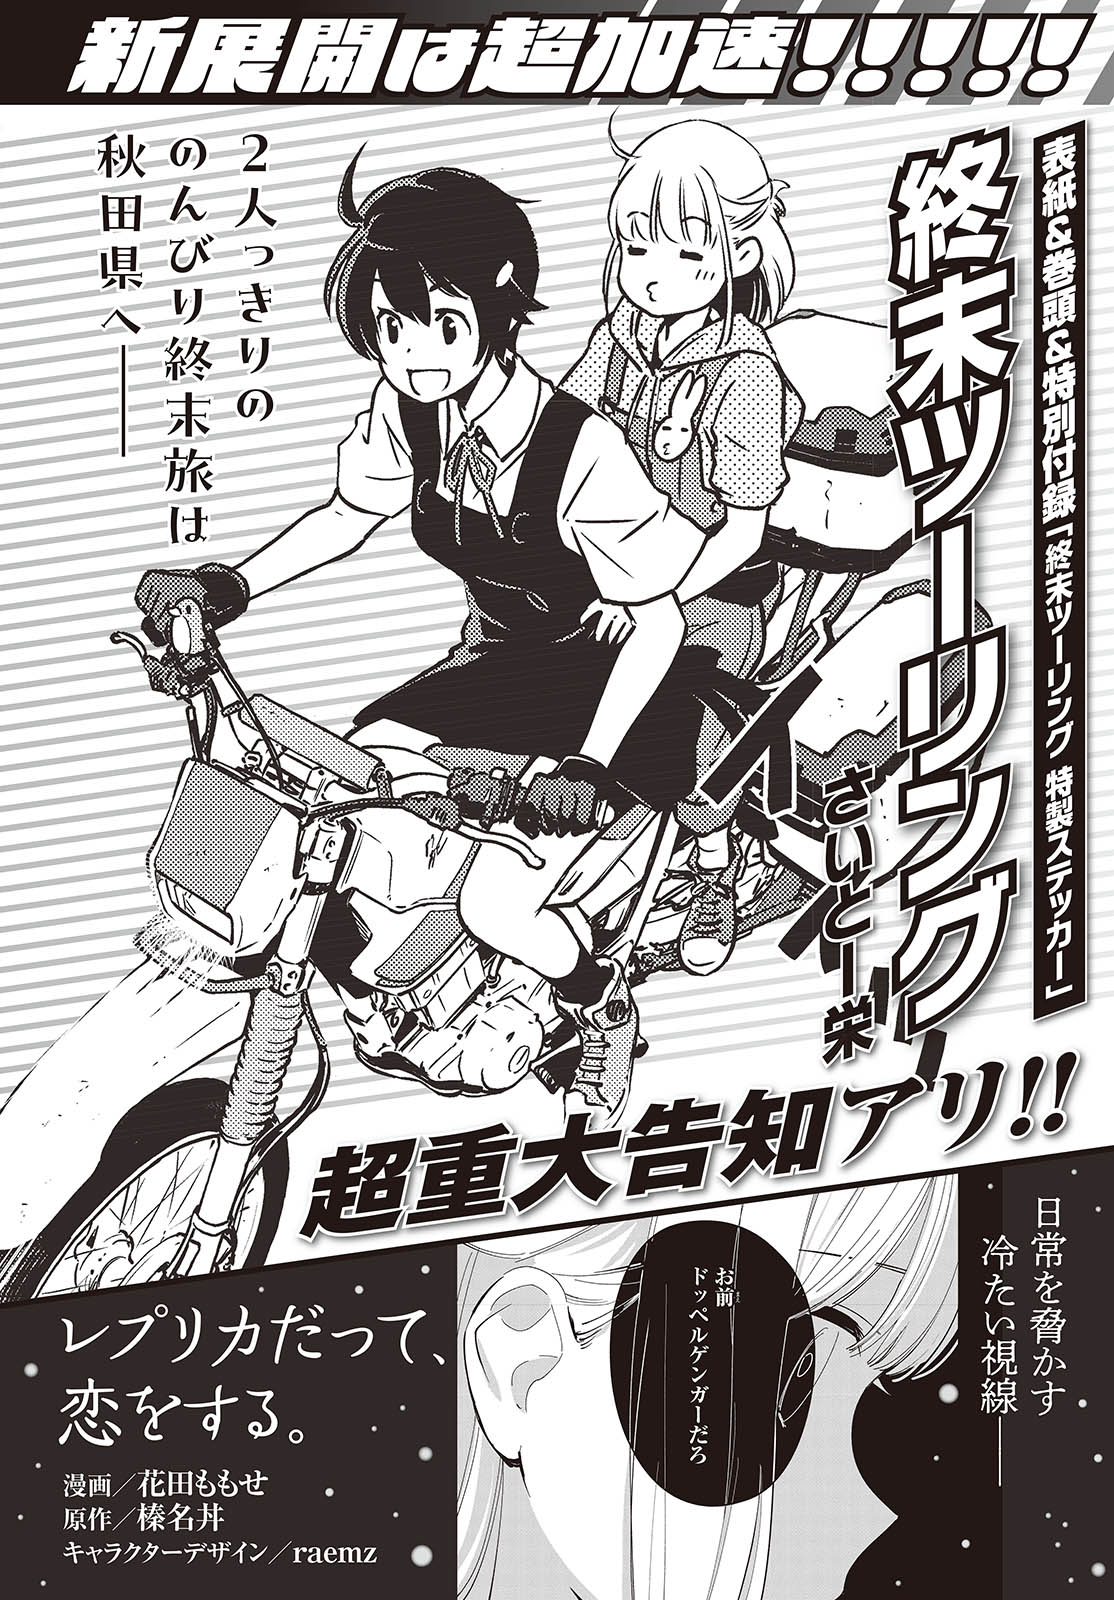 新展開は超加速!!!!!
表紙&巻頭&特別付録「終末ツーリング 特製ステッカー」
終末ツーリング
さいとー栄
2人っきりの
のんびり終末旅は
秋田県へ――
超重大告知アリ!!
日常を脅かす
冷たい視線――
お前
まえ
ドッペルゲンガーだろ
レプリカだって、
恋をする。
漫画/花田ももせ
原作/榛名丼
キャラクターデザイン/raemz